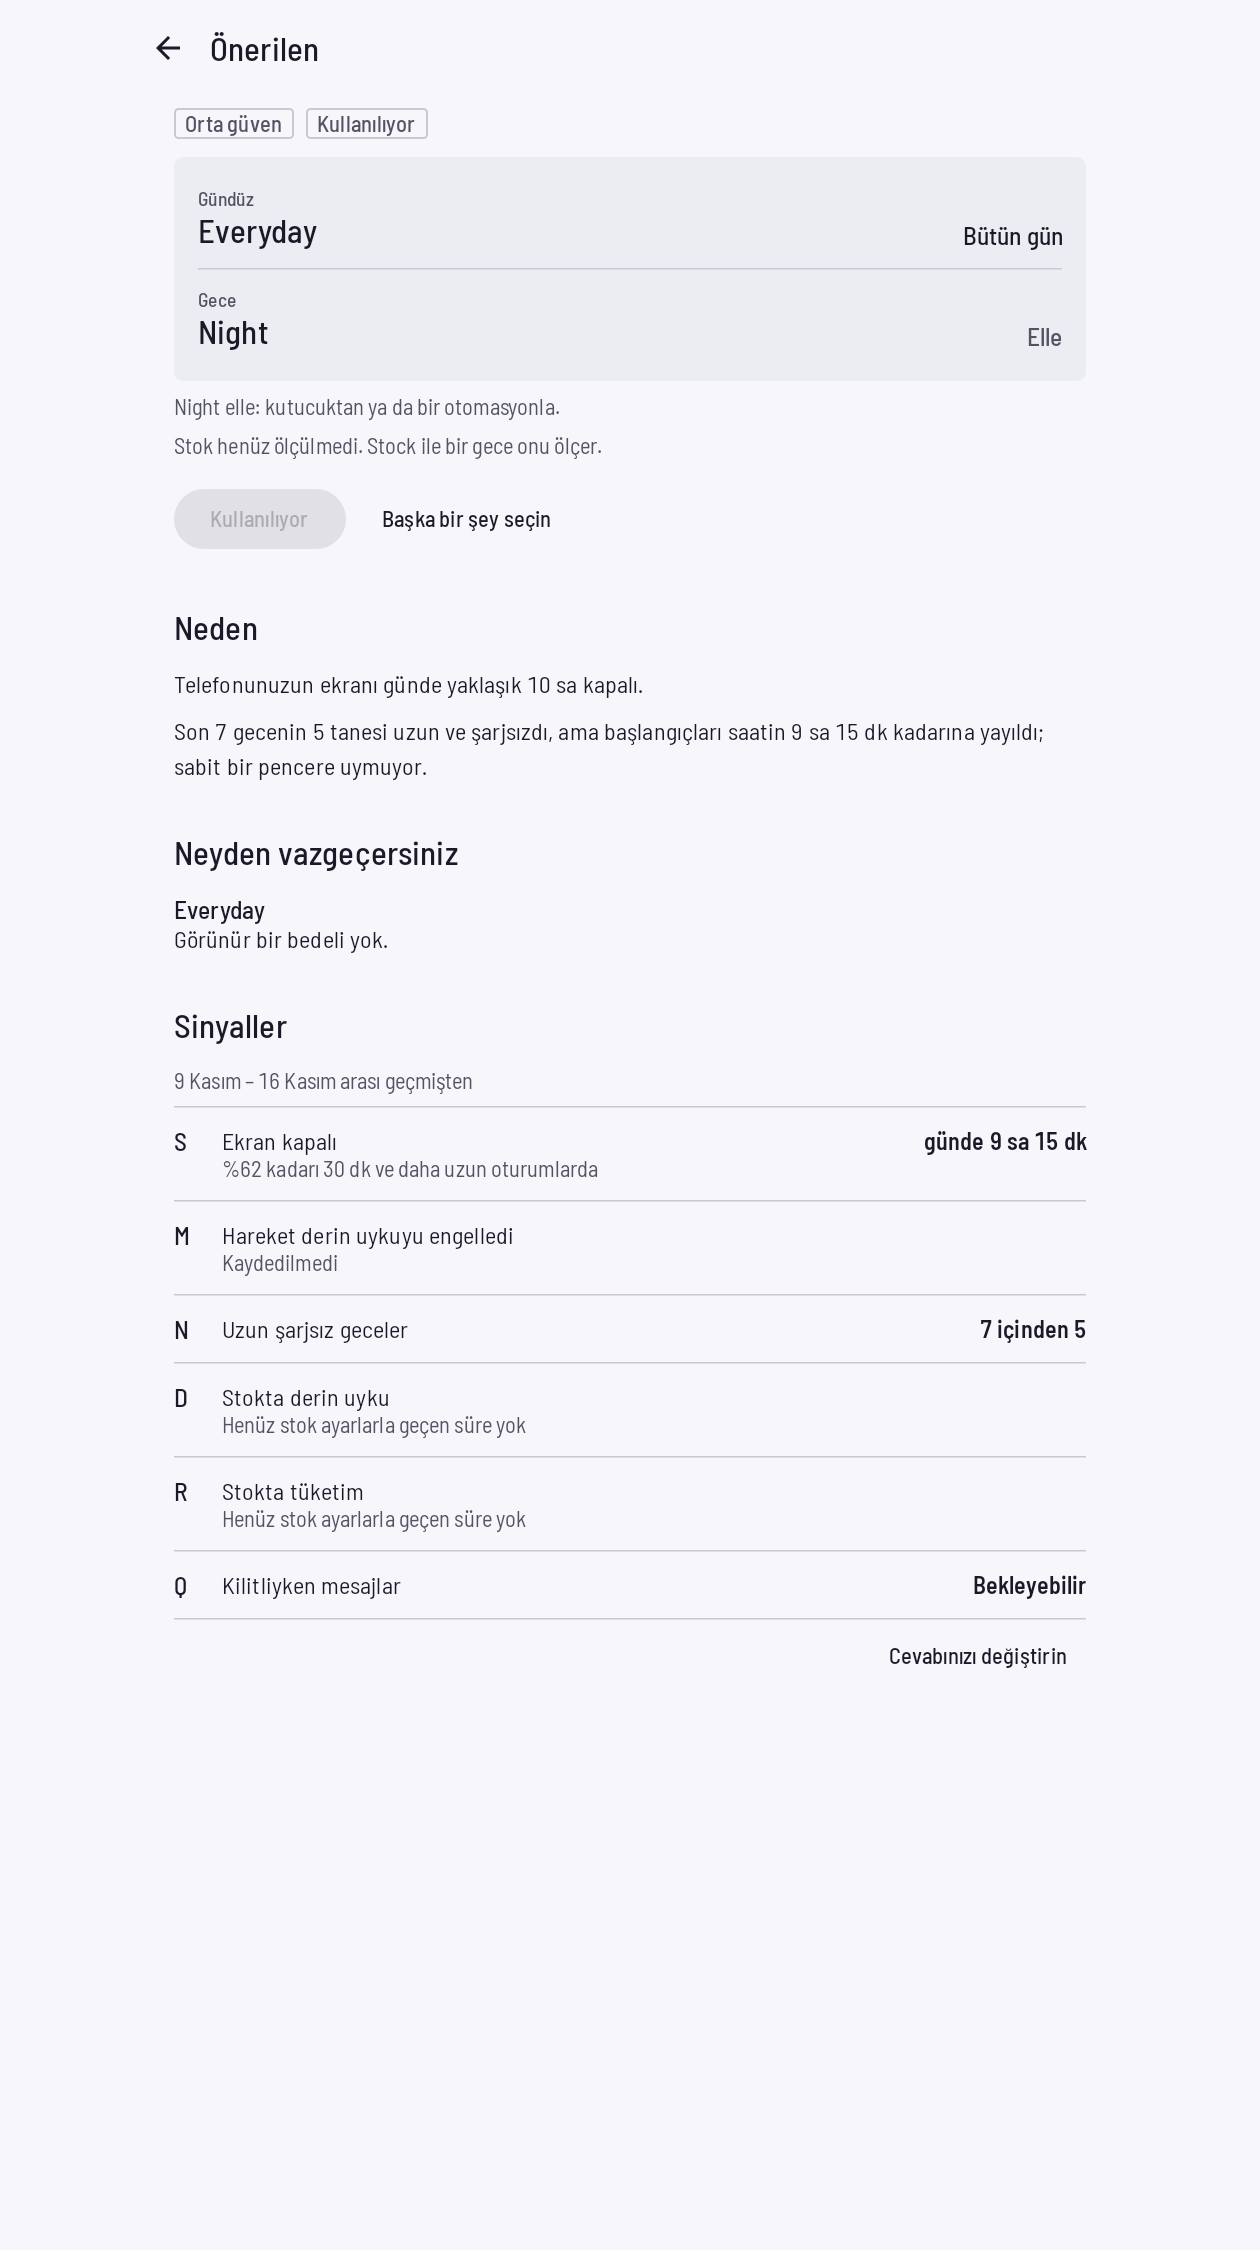 Önerilen
Orta güven
Kullanılıyor
Gündüz
Everyday
Bütün gün
Gece
Night
Elle
Night elle: kutucuktan ya da bir otomasyonla.
Stok henüz ölçülmedi. Stock ile bir gece onu ölçer.
Kullanılıyor
Başka bir şey seçin
Neden
Telefonunuzun ekranı günde yaklaşık 10 sa kapalı.
Son 7 gecenin 5 tanesi uzun ve şarjsızdı, ama başlangıçları saatin 9 sa 15 dk kadarına yayıldı;
sabit bir pencere uymuyor.
Neyden vazgeçersiniz
Everyday
Görünür bir bedeli yok.
Sinyaller
9 Kasım – 16 Kasım arası geçmişten
S
Ekran kapalı
günde 9 sa 15 dk
%62 kadarı 30 dk ve daha uzun oturumlarda
M
Hareket derin uykuyu engelledi
Kaydedilmedi
N
Uzun şarjsız geceler
7 içinden 5
D
Stokta derin uyku
Henüz stok ayarlarla geçen süre yok
R
Stokta tüketim
Henüz stok ayarlarla geçen süre yok
Q
Kilitliyken mesajlar
Bekleyebilir
Cevabınızı değiştirin